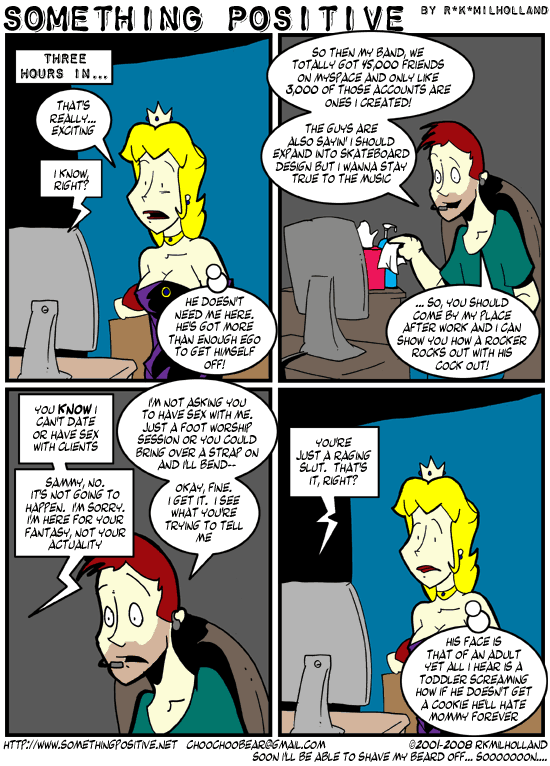 SOMETHING POSITIVE BY R*K*MILHOLLAND
THREE
HOURS IN...
THAT'S
REALLY...
EXCITING
I KNOW,
RIGHT?
HE DOESN'T
NEED ME HERE.
HE'S GOT MORE
THAN ENOUGH EGO
TO GET HIMSELF
OFF!
SO THEN MY BAND, WE
TOTALLY GOT 45,000 FRIENDS
ON MYSPACE AND ONLY LIKE
3,000 OF THOSE ACCOUNTS ARE
ONES I CREATED!
THE GUYS ARE
ALSO SAYIN' I SHOULD
EXPAND INTO SKATEBOARD
DESIGN BUT I WANNA STAY
TRUE TO THE MUSIC
... SO, YOU SHOULD
COME BY MY PLACE
AFTER WORK AND I CAN
SHOW YOU HOW A ROCKER
ROCKS OUT WITH HIS
COCK OUT!
YOU KNOW I
CAN'T DATE
OR HAVE SEX
WITH CLIENTS
I'M NOT ASKING YOU
TO HAVE SEX WITH ME.
JUST A FOOT WORSHIP
SESSION OR YOU COULD
BRING OVER A STRAP ON
AND I'LL BEND--
SAMMY, NO.
IT'S NOT GOING TO
HAPPEN. I'M SORRY.
I'M HERE FOR YOUR
FANTASY, NOT YOUR
ACTUALITY
OKAY, FINE.
I GET IT. I SEE
WHAT YOU'RE
TRYING TO TELL
ME
YOU'RE
JUST A RAGING
SLUT. THAT'S
IT, RIGHT?
HIS FACE IS
THAT OF AN ADULT
YET ALL I HEAR IS A
TODDLER SCREAMING
HOW IF HE DOESN'T GET
A COOKIE HE'LL HATE
MOMMY FOREVER
HTTP://WWW.SOMETHINGPOSITIVE.NET CHOOCHOOBEAR@GMAIL.COM ©2001-2008 RKMILHOLLAND
SOON I'LL BE ABLE TO SHAVE MY BEARD OFF... SOOOOOOON....